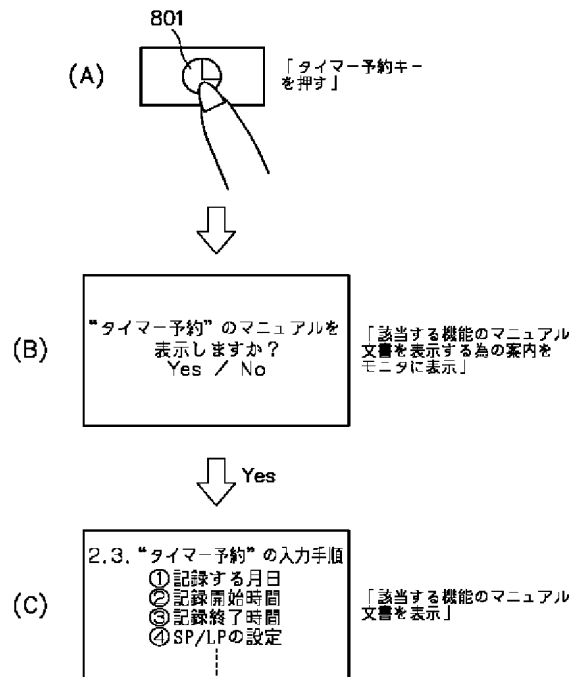 801
(A)
「タイマー予約キー
を押す」
(B)
“タイマー予約”のマニュアルを
表示しますか?
Yes / No
「該当する機能のマニュアル
文書を表示する為の案内を
モニタに表示」
Yes
(C)
2.3.“タイマー予約”の入力手順
①記録する月日
②記録開始時間
③記録終了時間
④SP/LPの設定
「該当する機能のマニュアル
文書を表示」